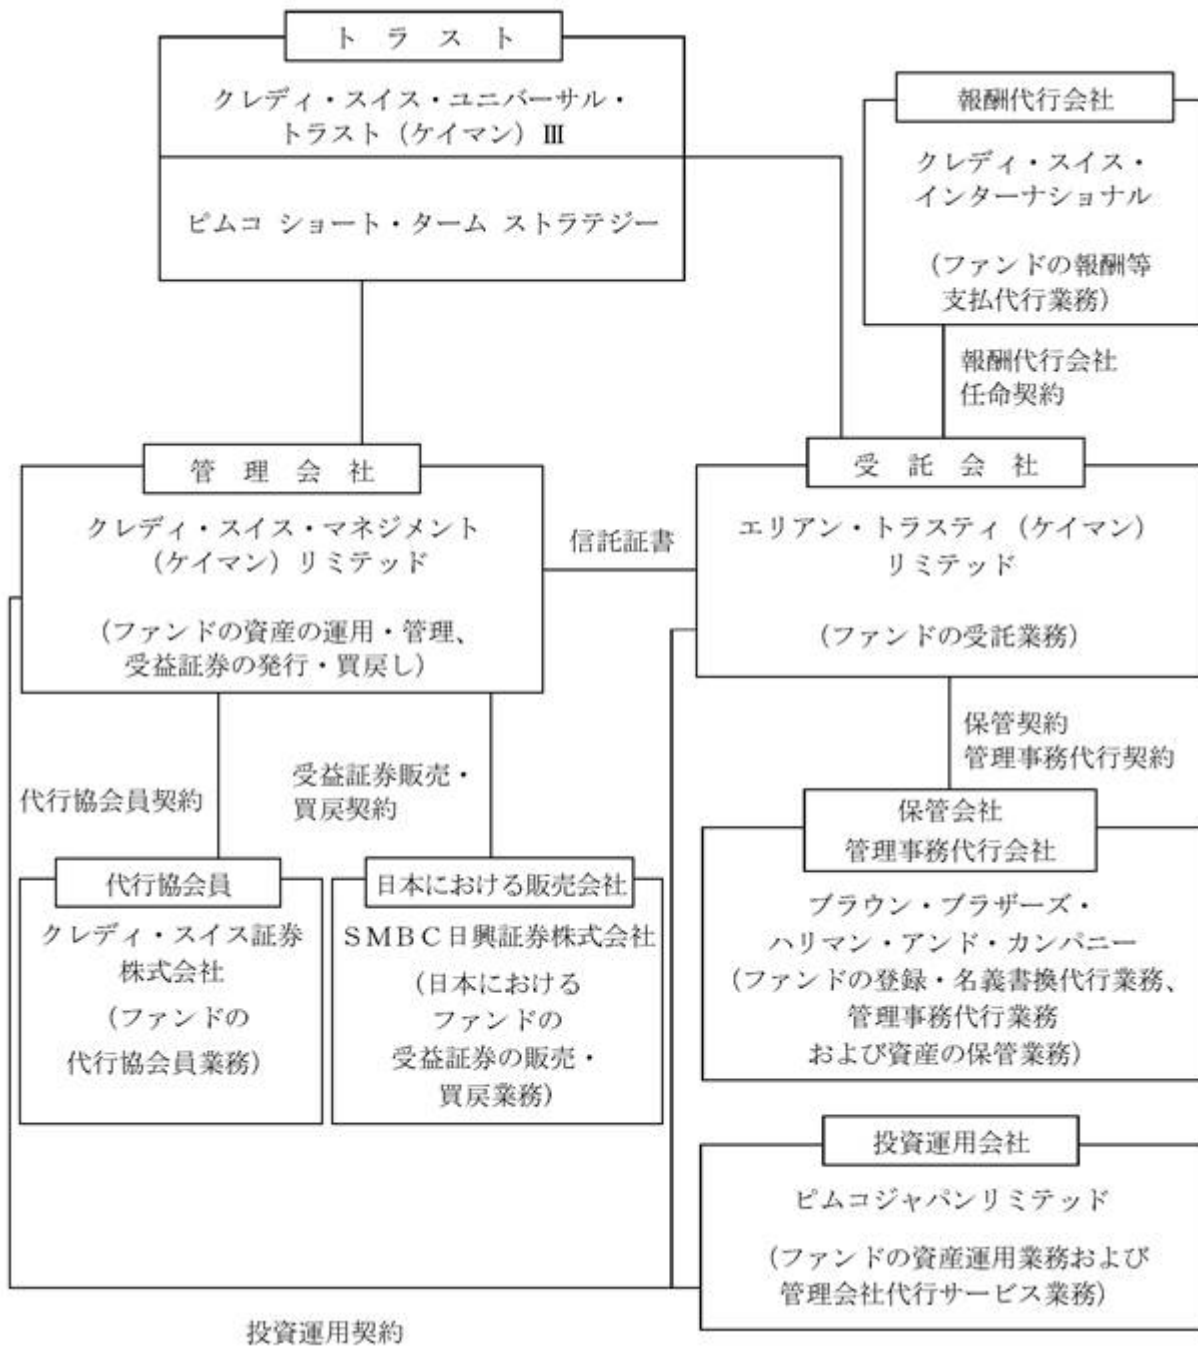 トラスト
クレディ・スイス・ユニバーサル・
トラスト（ケイマン）Ⅲ
ピムコ ショート・ターム ストラテジー
報酬代行会社
クレディ・スイス・
インターナショナル
（ファンドの報酬等
支払代行業務）
報酬代行会社
任命契約
管理会社
クレディ・スイス・マネジメント
（ケイマン）リミテッド
（ファンドの資産の運用・管理、
受益証券の発行・買戻し）
信託証書
受託会社
エリアン・トラスティ（ケイマン）
リミテッド
（ファンドの受託業務）
代行協会員契約
受益証券販売・
買戻契約
保管契約
管理事務代行契約
代行協会員
クレディ・スイス証券
株式会社
（ファンドの
代行協会員業務）
日本における販売会社
ＳＭＢＣ日興証券株式会社
（日本における
ファンドの
受益証券の販売・
買戻業務）
保管会社
管理事務代行会社
ブラウン・ブラザーズ・
ハリマン・アンド・カンパニー
（ファンドの登録・名義書換代行業務、
管理事務代行業務
および資産の保管業務）
投資運用会社
ピムコジャパンリミテッド
（ファンドの資産運用業務および
管理会社代行サービス業務）
投資運用契約